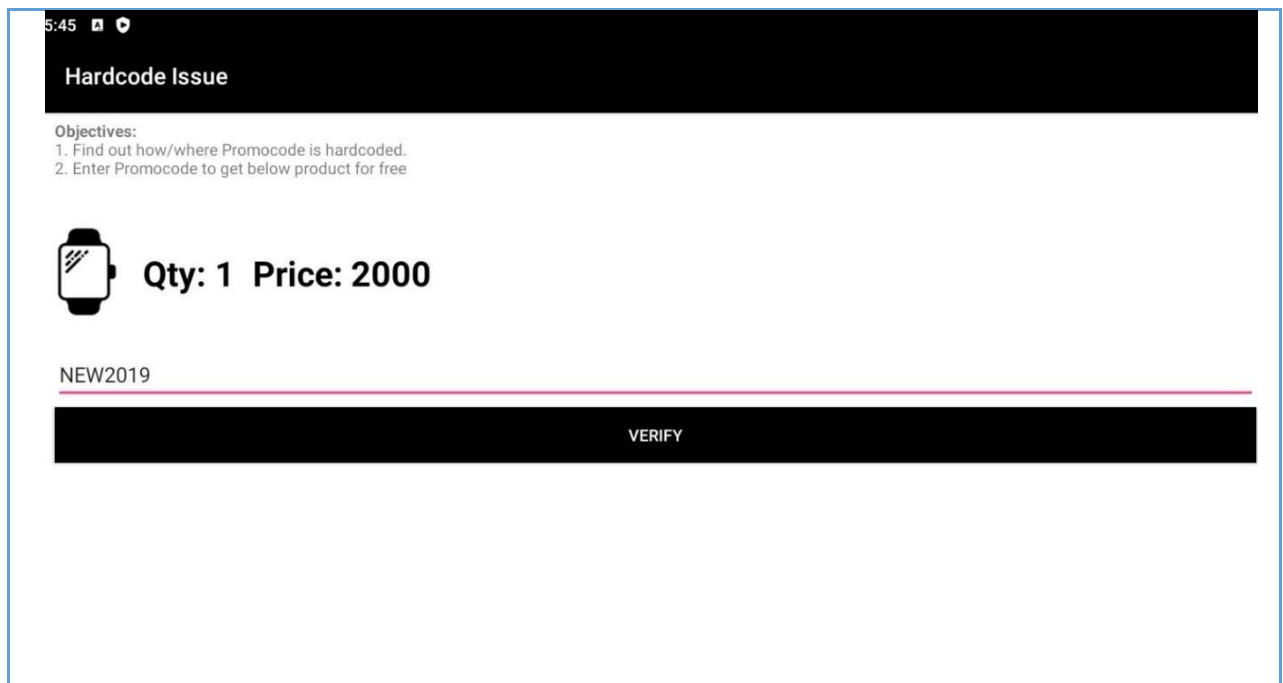 5:45
Hardcode Issue
Objectives:
1. Find out how/where Promocode is hardcoded.
2. Enter Promocode to get below product for free
Qty: 1 Price: 2000
NEW2019
VERIFY